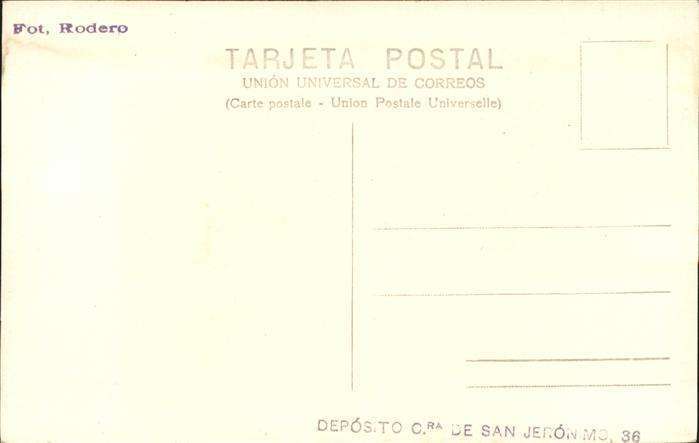 Fot, Rodero
TARJETA POSTAL
UNIÓN UNIVERSAL DE CORREOS
(Carte postale - Union Postale Universelle)
DEPÓSITO C.RA DE SAN JERÓNIMO, 36